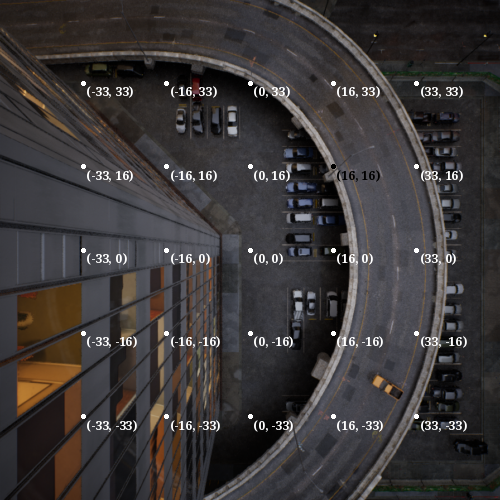 (-33, 33) (-16, 33) (0, 33) (16, 33) (33, 33)
(-33, 16) (-16, 16) (0, 16) (16, 16) (33, 16)
(-33, 0) (-16, 0) (0, 0) (16, 0) (33, 0)
(-33, -16) (-16, -16) (0, -16) (16, -16) (33, -16)
(-33, -33) (-16, -33) (0, -33) (16, -33) (33, -33)